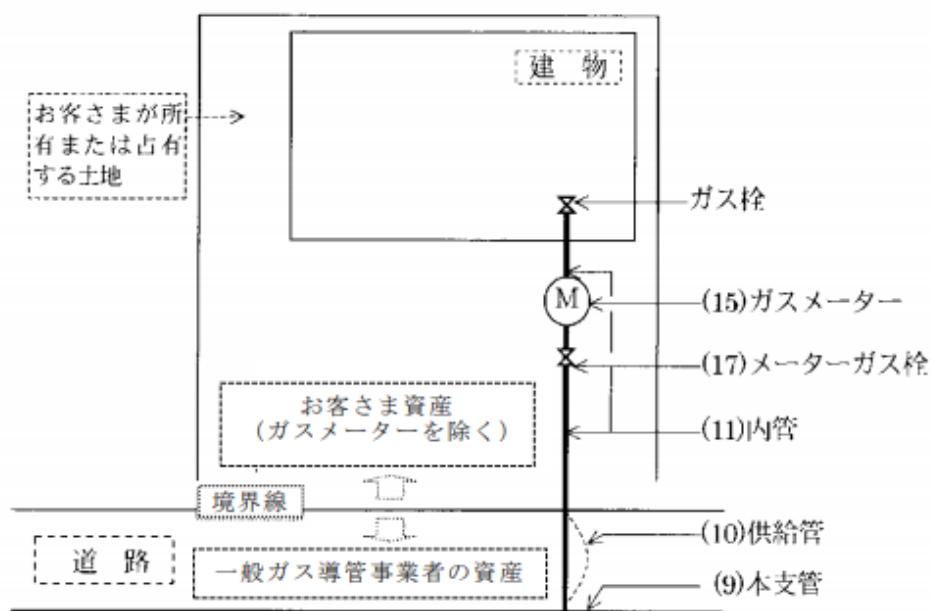 建　物
お客さまが所
有または占有
する土地
ガス栓
M
(15)ガスメーター
(17)メーターガス栓
お客さま資産
(ガスメーターを除く)
(11)内管
境界線
道　路
(10)供給管
一般ガス導管事業者の資産
(9)本支管